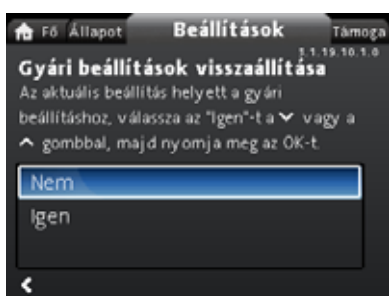 Fő Állapot Beállítások Támoga
1.1.19.10.1.0
Gyári beállítások visszaállítása
Az aktuális beállítás helyett a gyári
beállításhoz, válassza az "Igen"-t a vagy a
gombbal, majd nyomja meg az OK-t.
Nem
Igen